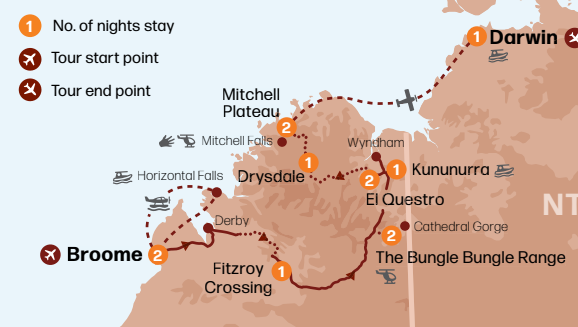 1 No. of nights stay
Tour start point
Tour end point
1 Darwin
Mitchell
Plateau
2
Mitchell Falls
Wyndham
Drysdale
1
1 Kununurra
2
El Questro
Horizontal Falls
Derby
Cathedral Gorge
NT
2
The Bungle Bungle Range
Broome 2
Fitzroy
Crossing
1